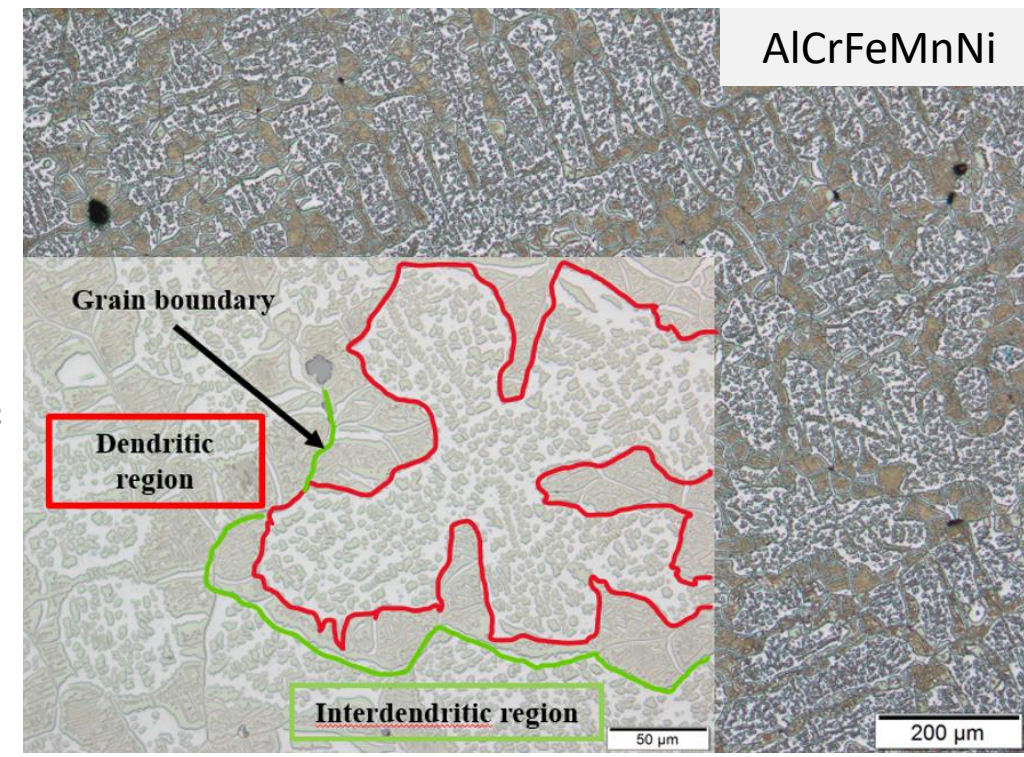 AlCrFeMnNi
Grain boundary
Dendritic
region
Interdendritic region
50 µm
200 µm